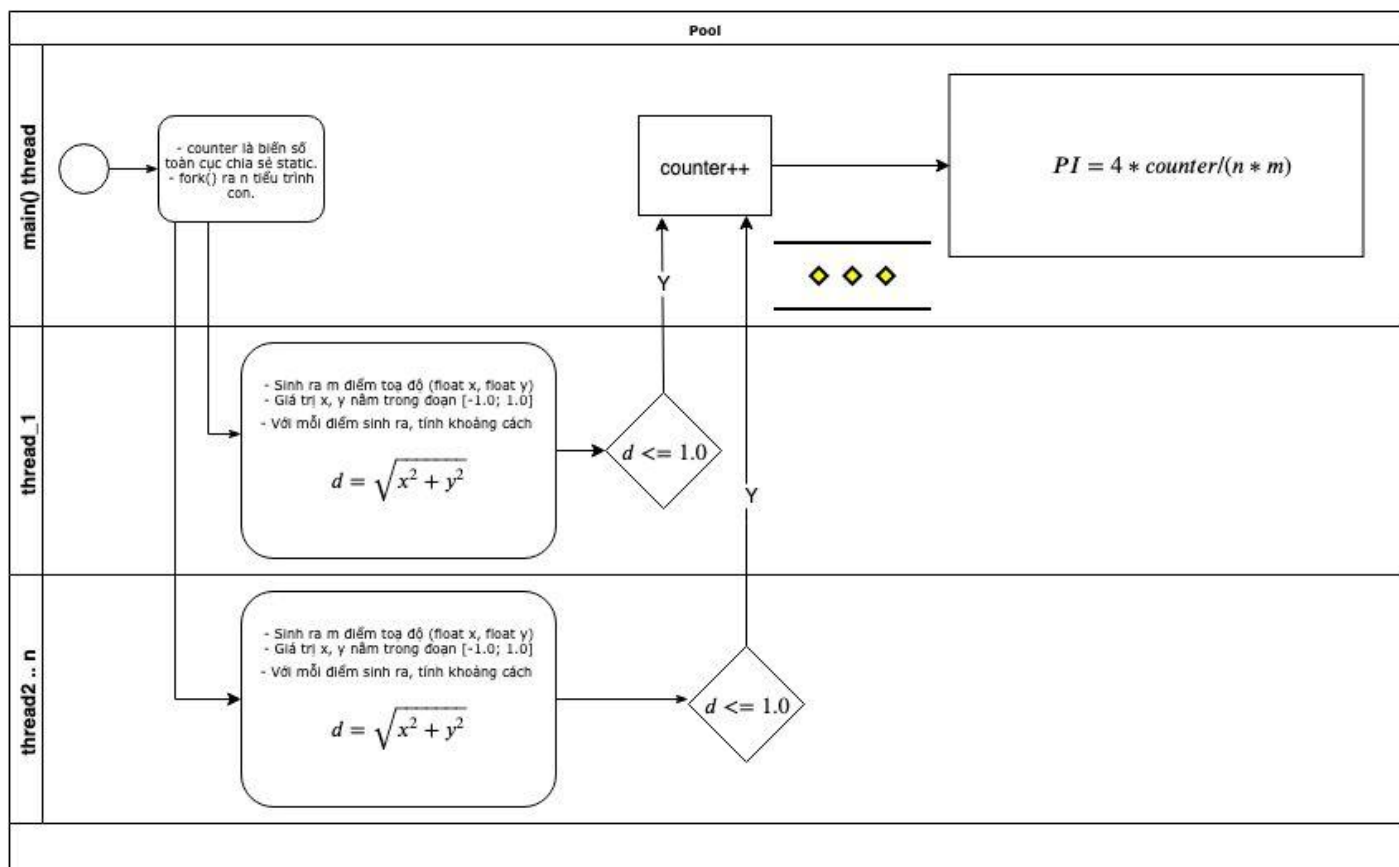 Pool
main() thread
- counter là biến số
toàn cục chia sẻ static.
- fork() ra n tiểu trình
con.
counter++
PI = 4 * counter/(n * m)
Y
thread_1
- Sinh ra m điểm toạ độ (float x, float y)
- Giá trị x, y nằm trong đoạn [-1.0; 1.0]
- Với mỗi điểm sinh ra, tính khoảng cách
d = √x² + y²
d <= 1.0
Y
thread2 .. n
- Sinh ra m điểm toạ độ (float x, float y)
- Giá trị x, y nằm trong đoạn [-1.0; 1.0]
- Với mỗi điểm sinh ra, tính khoảng cách
d = √x² + y²
d <= 1.0